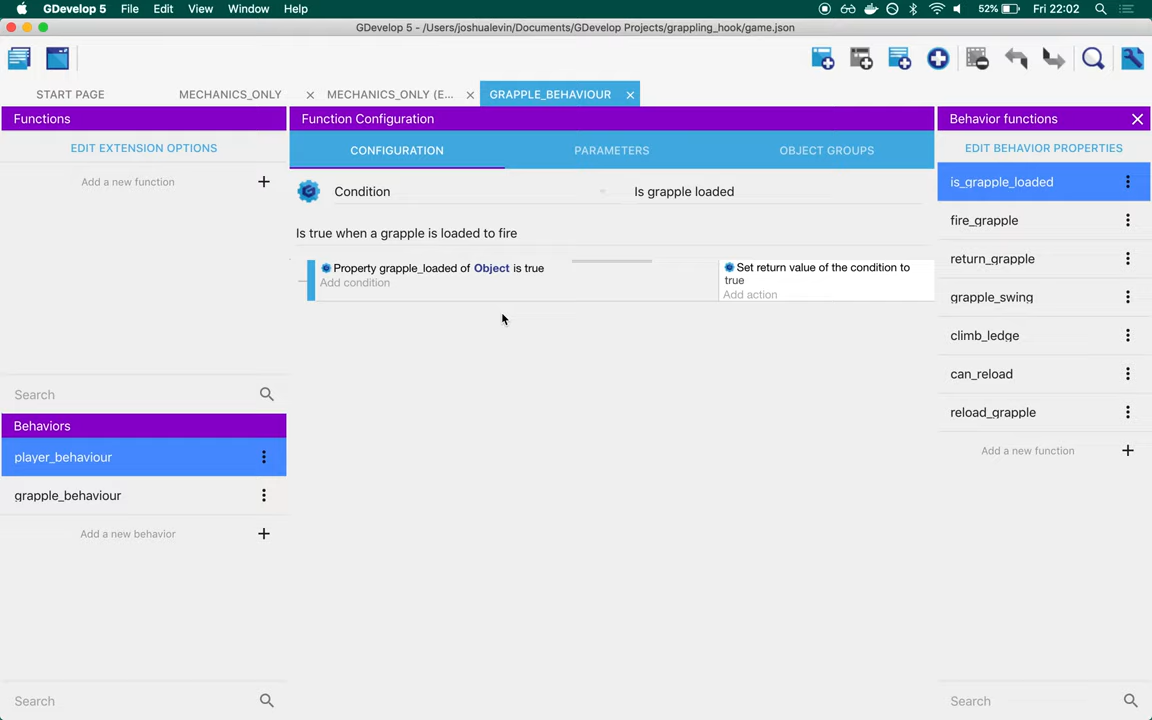 GDevelop 5 File Edit View Window Help 52% Fri 22:02
GDevelop 5 - /Users/joshualevin/Documents/GDevelop Projects/grappling_hook/game.json
START PAGE MECHANICS_ONLY MECHANICS_ONLY (E... GRAPPLE_BEHAVIOUR
Functions
EDIT EXTENSION OPTIONS
Add a new function
Search
Behaviors
player_behaviour
grapple_behaviour
Add a new behavior
Search
Function Configuration
CONFIGURATION PARAMETERS OBJECT GROUPS
Condition Is grapple loaded
Is true when a grapple is loaded to fire
Property grapple_loaded of Object is true
Add condition
Set return value of the condition to
true
Add action
Behavior functions
EDIT BEHAVIOR PROPERTIES
is_grapple_loaded
fire_grapple
return_grapple
grapple_swing
climb_ledge
can_reload
reload_grapple
Add a new function
Search